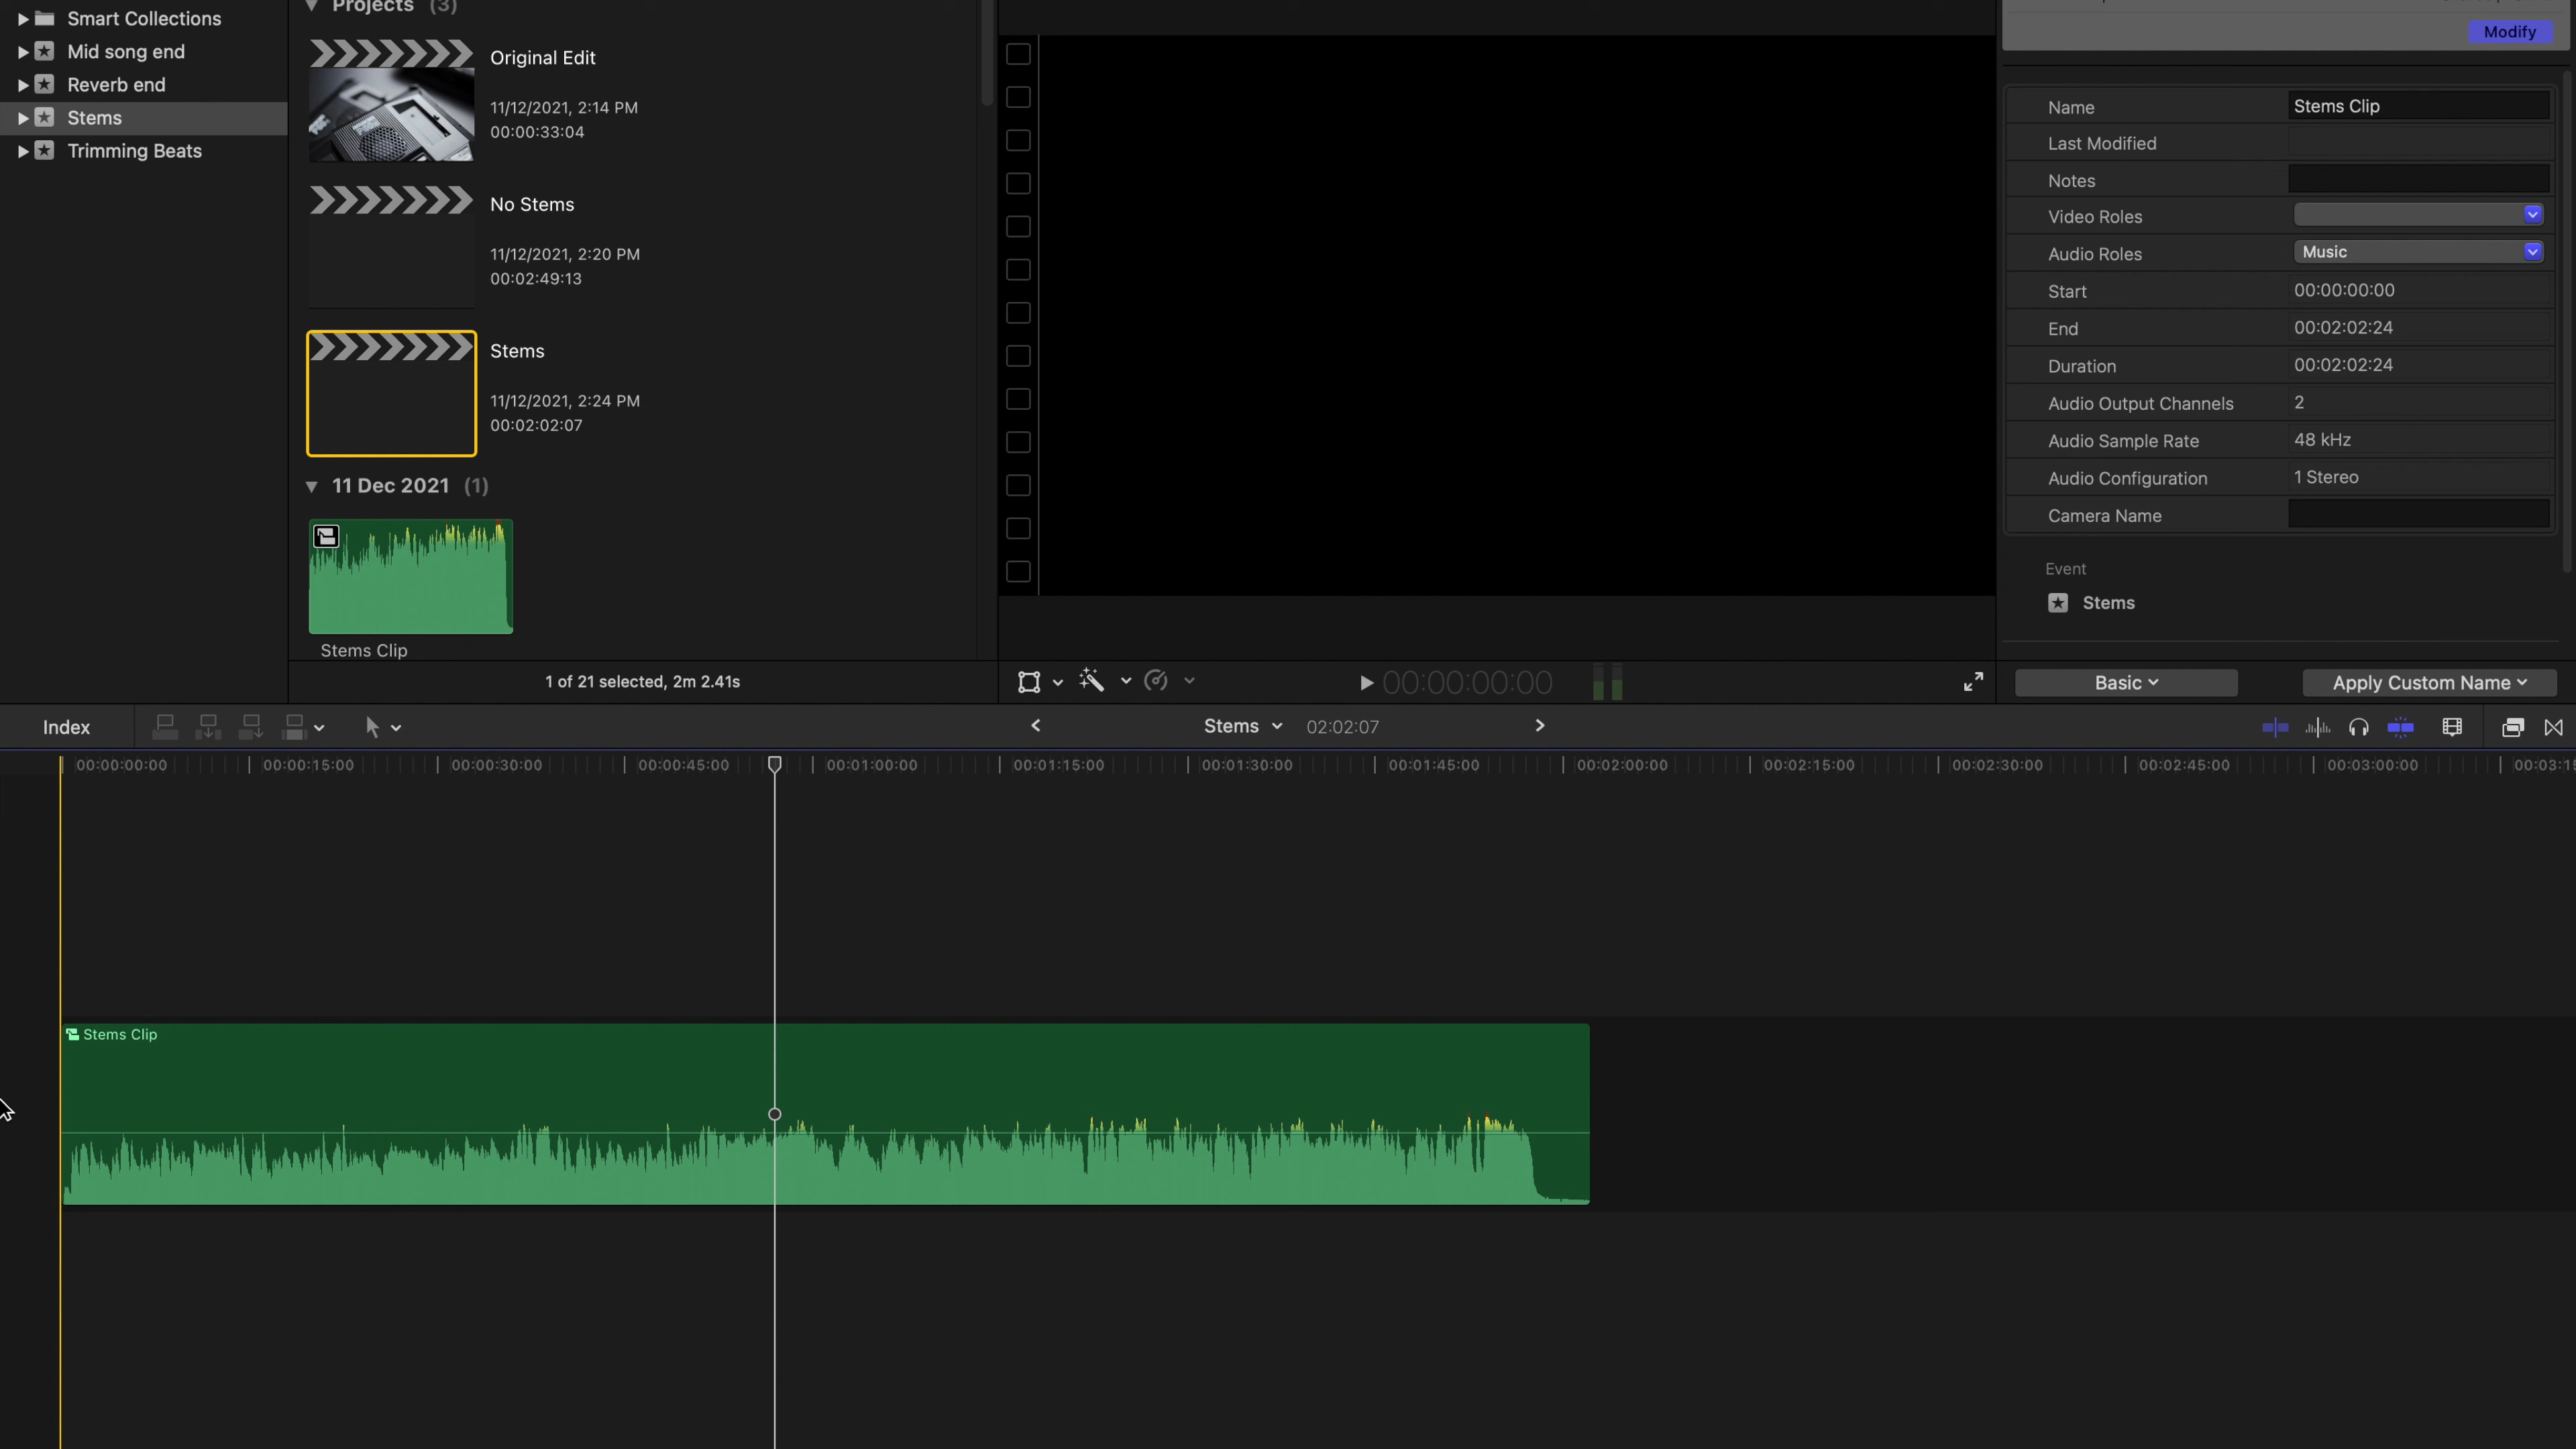 Smart Collections
Mid song end
Reverb end
Stems
Trimming Beats
Projects (3)
Original Edit
11/12/2021, 2:14 PM
00:00:33:04
No Stems
11/12/2021, 2:20 PM
00:02:49:13
Stems
11/12/2021, 2:24 PM
00:02:02:07
11 Dec 2021 (1)
Stems Clip
1 of 21 selected, 2m 2.41s
00:00:00:00
Modify
Name Stems Clip
Last Modified
Notes
Video Roles
Audio Roles Music
Start 00:00:00:00
End 00:02:02:24
Duration 00:02:02:24
Audio Output Channels 2
Audio Sample Rate 48 kHz
Audio Configuration 1 Stereo
Camera Name
Event
Stems
Basic Apply Custom Name
Index Stems 02:02:07
00:00:00:00 00:00:15:00 00:00:30:00 00:00:45:00 00:01:00:00 00:01:15:00 00:01:30:00 00:01:45:00 00:02:00:00 00:02:15:00 00:02:30:00 00:02:45:00 00:03:00:00 00:03:15
Stems Clip